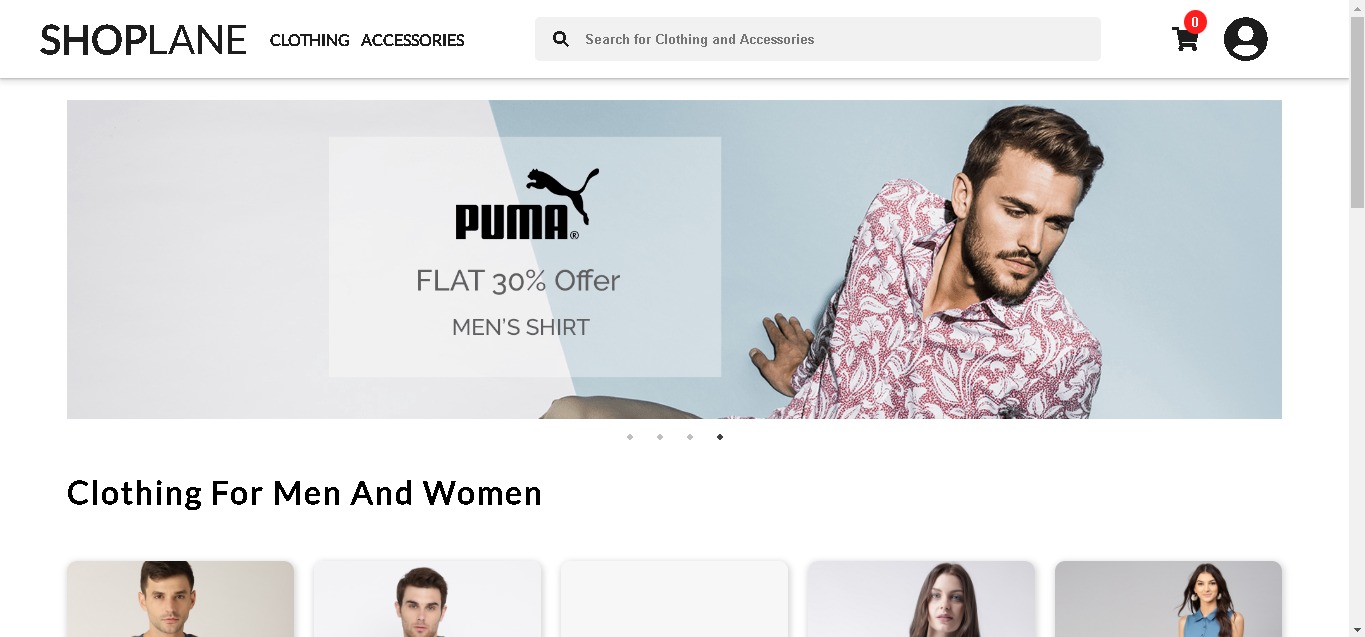 SHOPLANE CLOTHING ACCESSORIES Search for Clothing and Accessories 0
PUMA®
FLAT 30% Offer
MEN'S SHIRT
Clothing For Men And Women